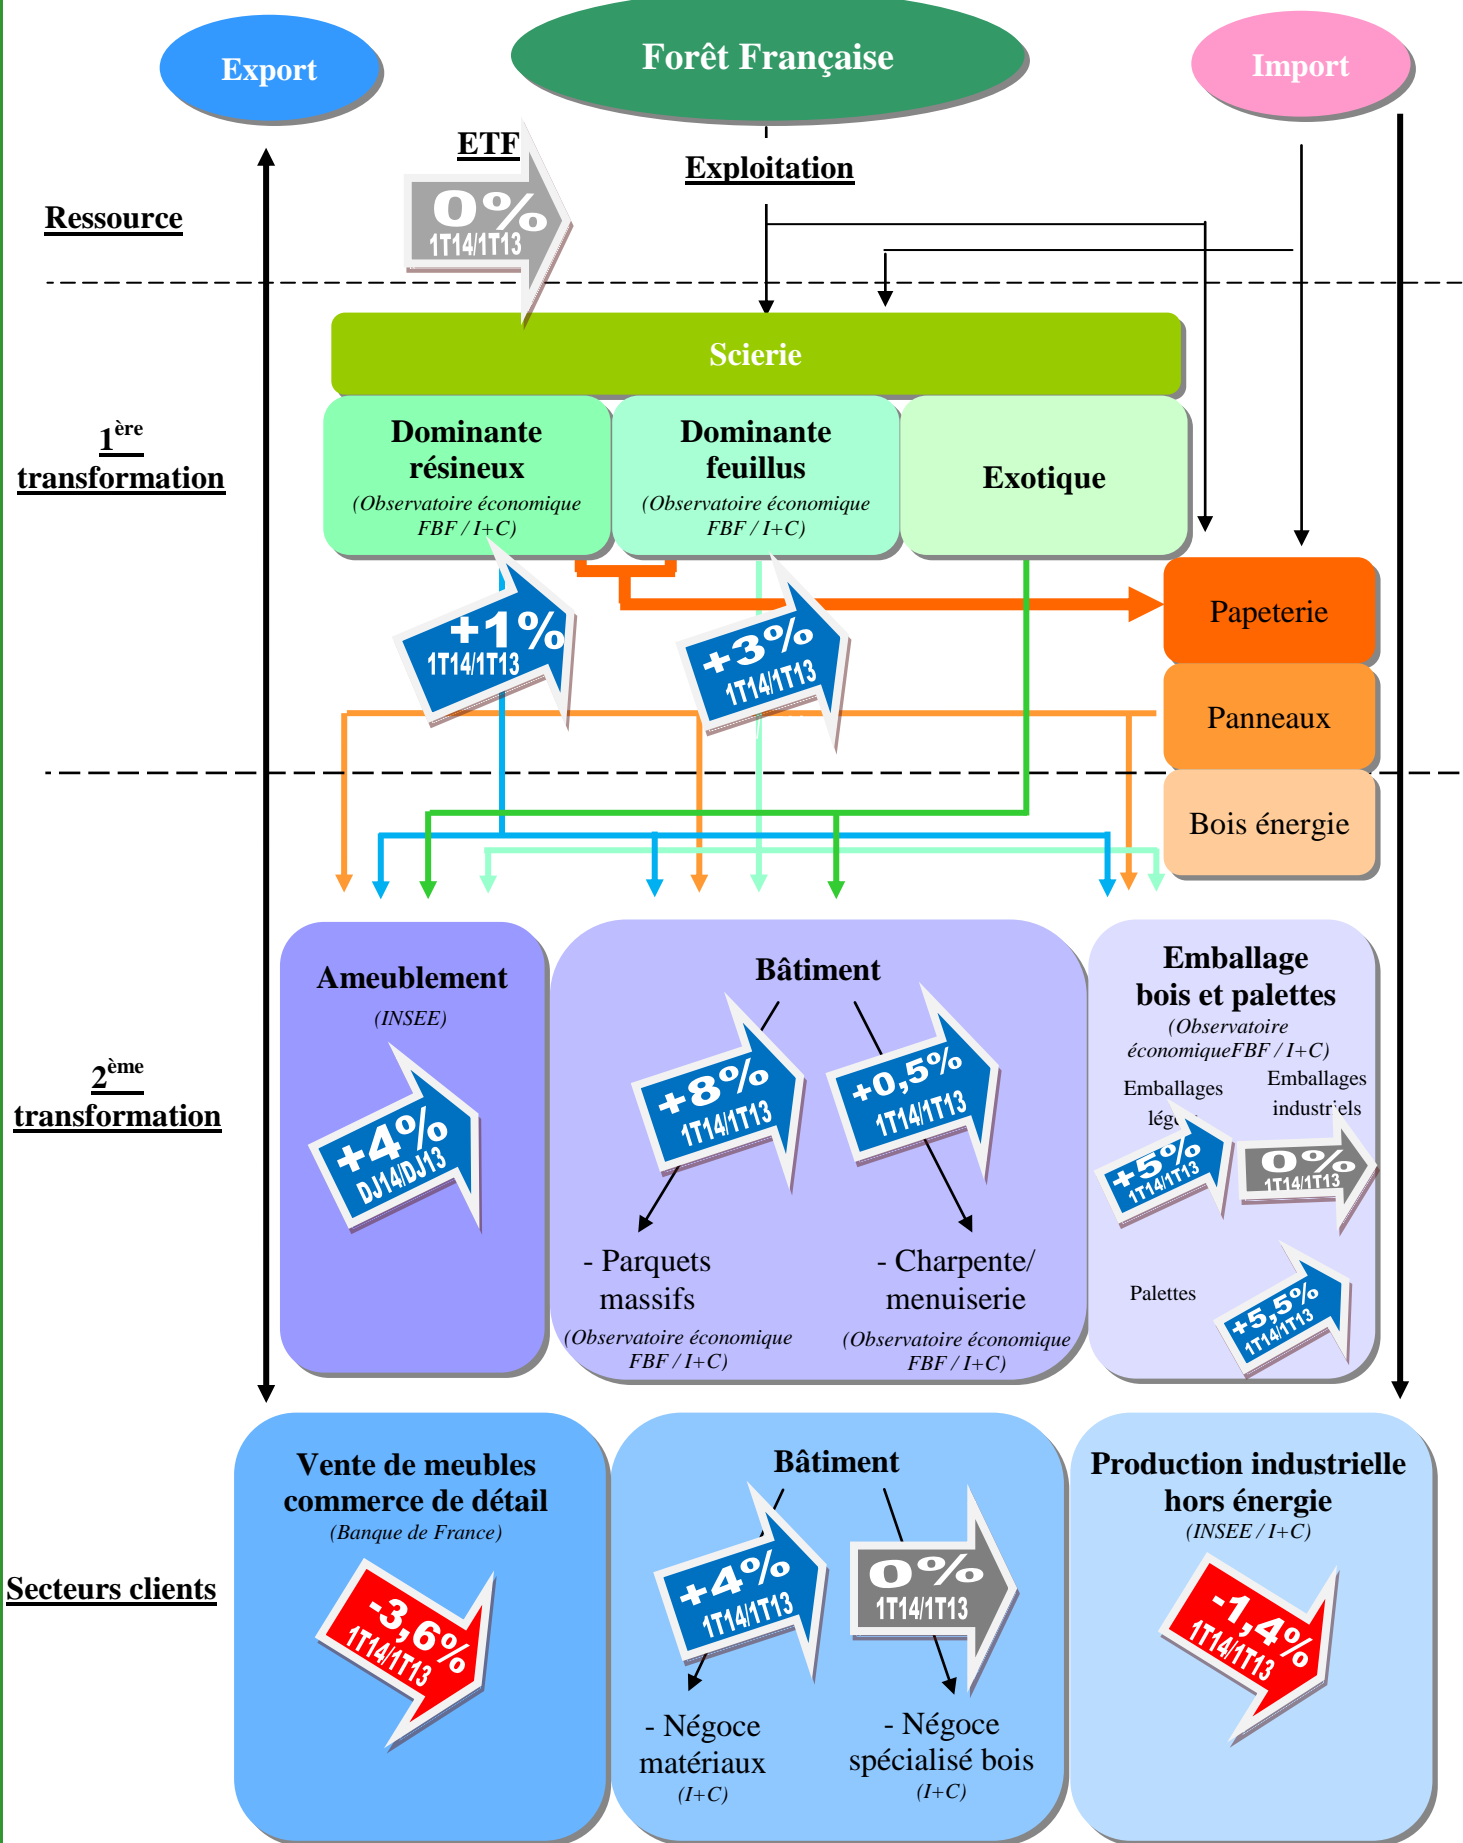 Export
Forêt Française
Import
ETF
Exploitation
0%
1T14/1T13
Ressource
Scierie
1ère
transformation
Dominante
résineux
(Observatoire économique
FBF / I+C)
Dominante
feuillus
(Observatoire économique
FBF / I+C)
Exotique
+1%
1T14/1T13
+3%
1T14/1T13
Papeterie
Panneaux
Bois énergie
2ème
transformation
Ameublement
(INSEE)
+4%
DJ14/DJ13
Bâtiment
+8%
1T14/1T13
+0,5%
1T14/1T13
- Parquets
massifs
(Observatoire économique
FBF / I+C)
- Charpente/
menuiserie
(Observatoire économique
FBF / I+C)
Emballage
bois et palettes
(Observatoire
économiqueFBF / I+C)
Emballages
Emballages
industriels
+5%
1T14/1T13
0%
1T14/1T13
Palettes
+5,5%
1T14/1T13
Secteurs clients
Vente de meubles
commerce de détail
(Banque de France)
-3,6%
1T14/1T13
Bâtiment
+4%
1T14/1T13
0%
1T14/1T13
- Négoce
matériaux
(I+C)
- Négoce
spécialisé bois
(I+C)
Production industrielle
hors énergie
(INSEE / I+C)
-1,4%
1T14/1T13